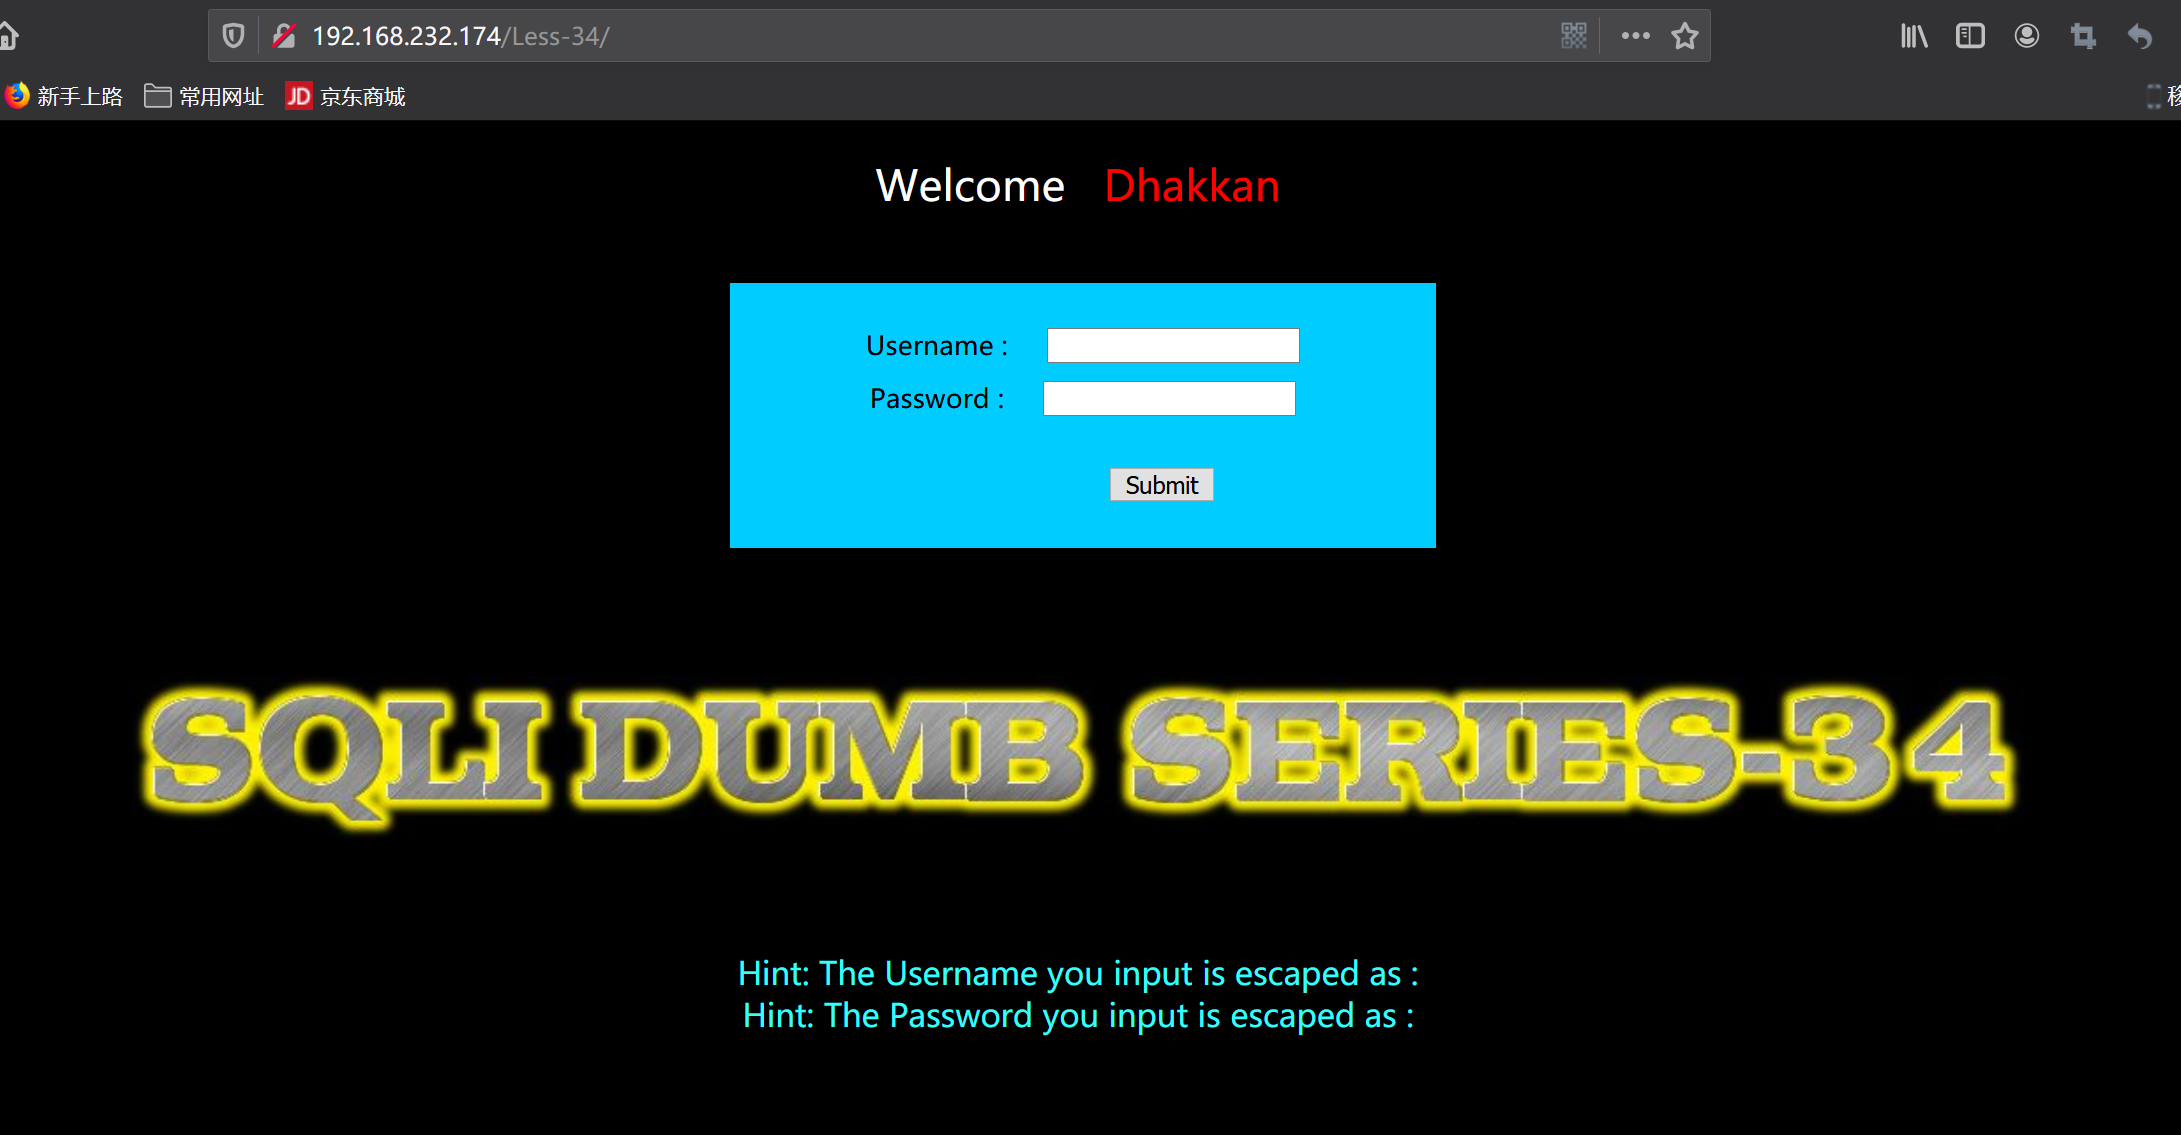 192.168.232.174/Less-34/
新手上路 常用网址 JD 京东商城 移
Welcome Dhakkan
Username :
Password :
Submit
SQLI DUMB SERIES-34
Hint: The Username you input is escaped as :
Hint: The Password you input is escaped as :